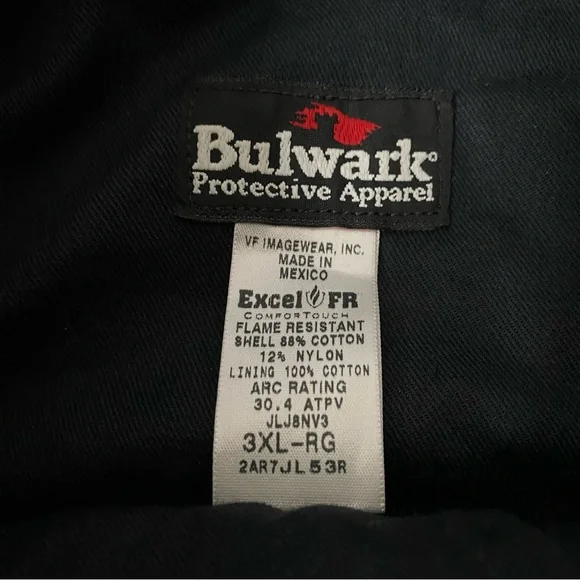 Bulwark®
Protective Apparel
VF IMAGEWEAR, INC.
MADE IN
MEXICO
Excel FR
COMFORTOUCH
FLAME RESISTANT
SHELL 88% COTTON
12% NYLON
LINING 100% COTTON
ARC RATING
30.4 ATPV
JLJ8NV3
3XL-RG
2AR7JL53R